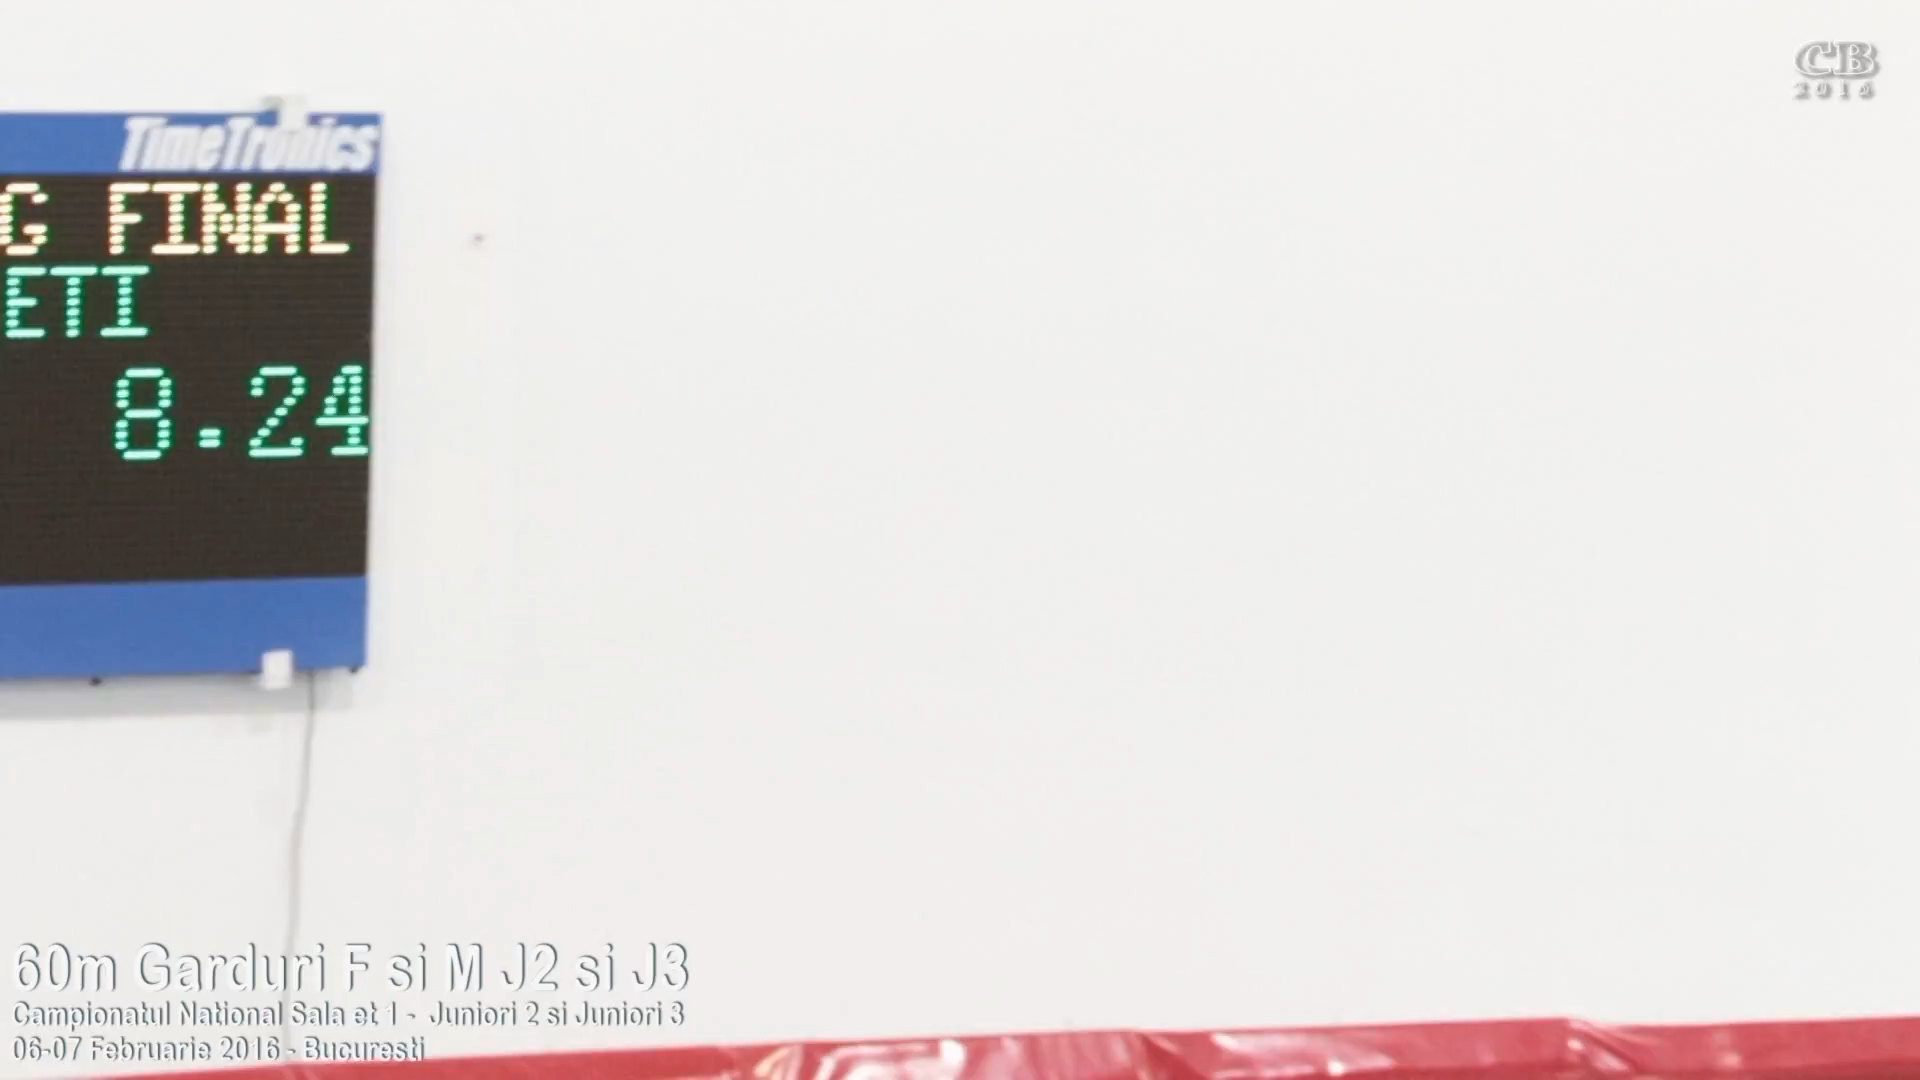 CB
2016
TimeTronics
G FINAL
ETI
8.24
60m Garduri F si M J2 si J3
Campionatul National Sala et 1 - Juniori 2 si Juniori 3
06-07 Februarie 2016 - Bucuresti